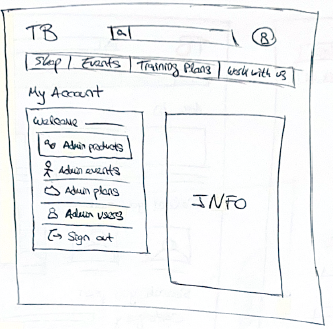 TB
Shop Events Training Plans Work with us
My Account
Welcome
Admin products
Admin events
Admin plans
Admin users
Sign out
INFO